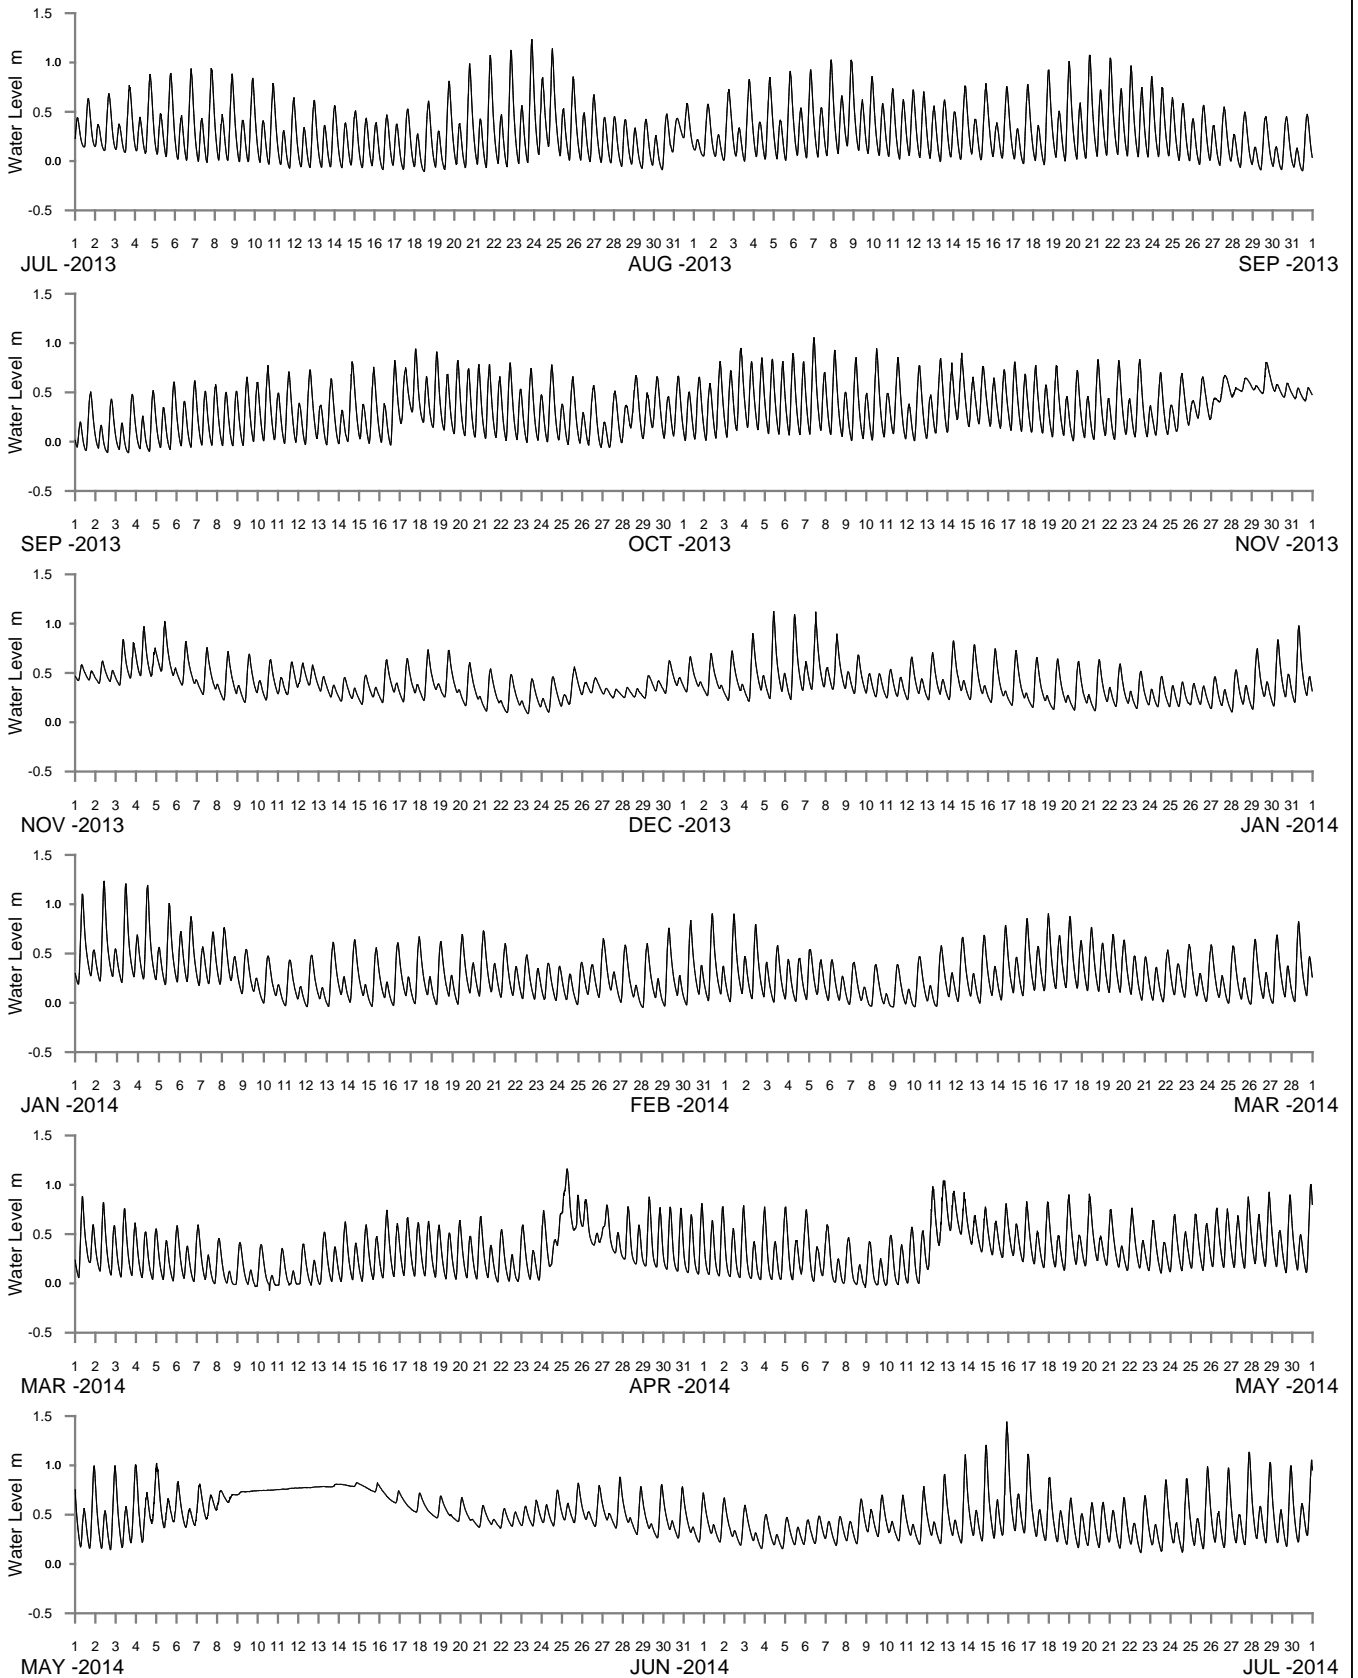 1.5
1.0
0.5
0.0
-0.5
Water Level m
1 2 3 4 5 6 7 8 9 10 11 12 13 14 15 16 17 18 19 20 21 22 23 24 25 26 27 28 29 30 31 1 2 3 4 5 6 7 8 9 10 11 12 13 14 15 16 17 18 19 20 21 22 23 24 25 26 27 28 29 30 31 1
JUL -2013 AUG -2013 SEP -2013
1.5
1.0
0.5
0.0
-0.5
Water Level m
1 2 3 4 5 6 7 8 9 10 11 12 13 14 15 16 17 18 19 20 21 22 23 24 25 26 27 28 29 30 1 2 3 4 5 6 7 8 9 10 11 12 13 14 15 16 17 18 19 20 21 22 23 24 25 26 27 28 29 30 31 1
SEP -2013 OCT -2013 NOV -2013
1.5
1.0
0.5
0.0
-0.5
Water Level m
1 2 3 4 5 6 7 8 9 10 11 12 13 14 15 16 17 18 19 20 21 22 23 24 25 26 27 28 29 30 1 2 3 4 5 6 7 8 9 10 11 12 13 14 15 16 17 18 19 20 21 22 23 24 25 26 27 28 29 30 31 1
NOV -2013 DEC -2013 JAN -2014
1.5
1.0
0.5
0.0
-0.5
Water Level m
1 2 3 4 5 6 7 8 9 10 11 12 13 14 15 16 17 18 19 20 21 22 23 24 25 26 27 28 29 30 31 1 2 3 4 5 6 7 8 9 10 11 12 13 14 15 16 17 18 19 20 21 22 23 24 25 26 27 28 1
JAN -2014 FEB -2014 MAR -2014
1.5
1.0
0.5
0.0
-0.5
Water Level m
1 2 3 4 5 6 7 8 9 10 11 12 13 14 15 16 17 18 19 20 21 22 23 24 25 26 27 28 29 30 31 1 2 3 4 5 6 7 8 9 10 11 12 13 14 15 16 17 18 19 20 21 22 23 24 25 26 27 28 29 30 1
MAR -2014 APR -2014 MAY -2014
1.5
1.0
0.5
0.0
-0.5
Water Level m
1 2 3 4 5 6 7 8 9 10 11 12 13 14 15 16 17 18 19 20 21 22 23 24 25 26 27 28 29 30 31 1 2 3 4 5 6 7 8 9 10 11 12 13 14 15 16 17 18 19 20 21 22 23 24 25 26 27 28 29 30 1
MAY -2014 JUN -2014 JUL -2014